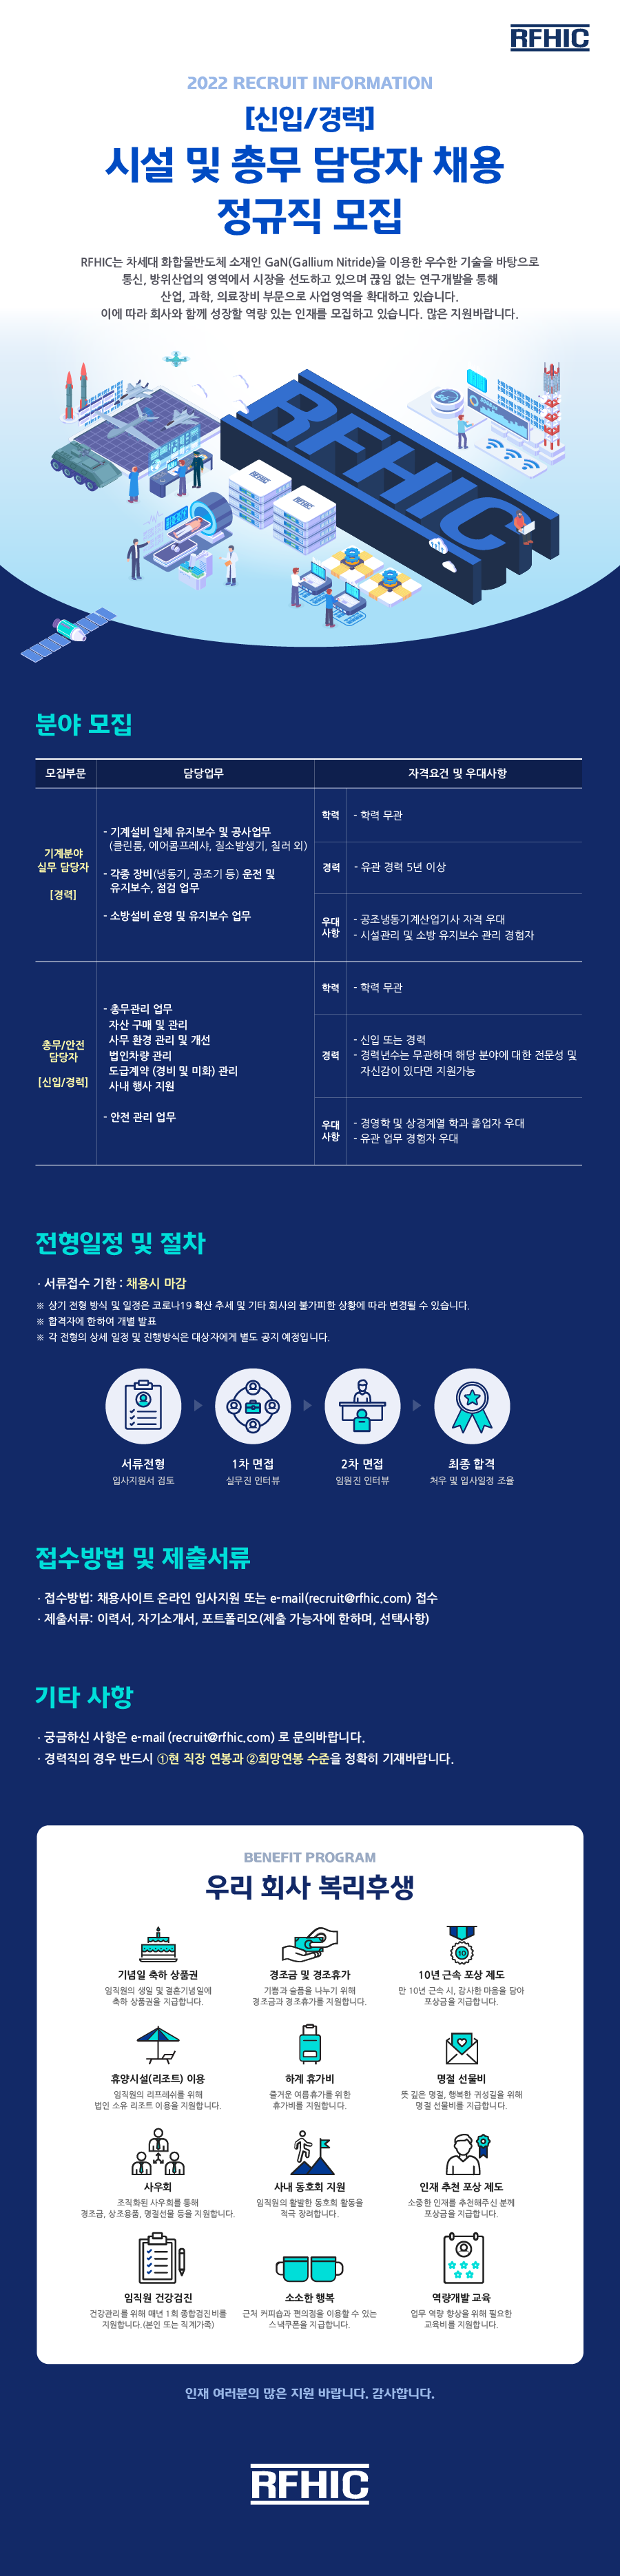 RFHIC
2022 RECRUIT INFORMATION
[신입/경력]
시설 및 총무 담당자 채용
정규직 모집
RFHIC는 차세대 화합물반도체 소재인 GaN(Gallium Nitride)을 이용한 우수한 기술을 바탕으로
통신, 방위산업의 영역에서 시장을 선도하고 있으며 끊임 없는 연구개발을 통해
산업, 과학, 의료장비 부문으로 사업영역을 확대하고 있습니다.
이에 따라 회사와 함께 성장할 역량 있는 인재를 모집하고 있습니다. 많은 지원바랍니다.
RFHIC
RFHIC
RFHIC
분야 모집
모집부문
담당업무
자격요건 및 우대사항
기계분야
실무 담당자
[경력]
- 기계설비 일체 유지보수 및 공사업무
(클린룸, 에어콤프레샤, 질소발생기, 칠러 외)
- 각종 장비(냉동기, 공조기 등) 운전 및
유지보수, 점검 업무
- 소방설비 운영 및 유지보수 업무
학력
- 학력 무관
경력
- 유관 경력 5년 이상
우대
사항
- 공조냉동기계산업기사 자격 우대
- 시설관리 및 소방 유지보수 관리 경험자
총무/안전
담당자
[신입/경력]
- 총무관리 업무
자산 구매 및 관리
사무 환경 관리 및 개선
법인차량 관리
도급계약 (경비 및 미화) 관리
사내 행사 지원
- 안전 관리 업무
학력
- 학력 무관
경력
- 신입 또는 경력
- 경력년수는 무관하며 해당 분야에 대한 전문성 및
자신감이 있다면 지원가능
우대
사항
- 경영학 및 상경계열 학과 졸업자 우대
- 유관 업무 경험자 우대
전형일정 및 절차
· 서류접수 기한 : 채용시 마감
※ 상기 전형 방식 및 일정은 코로나19 확산 추세 및 기타 회사의 불가피한 상황에 따라 변경될 수 있습니다.
※ 합격자에 한하여 개별 발표
※ 각 전형의 상세 일정 및 진행방식은 대상자에게 별도 공지 예정입니다.
서류전형
입사지원서 검토
1차 면접
실무진 인터뷰
2차 면접
임원진 인터뷰
최종 합격
처우 및 입사일정 조율
접수방법 및 제출서류
· 접수방법: 채용사이트 온라인 입사지원 또는 e-mail(recruit@rfhic.com) 접수
· 제출서류: 이력서, 자기소개서, 포트폴리오(제출 가능자에 한하며, 선택사항)
기타 사항
· 궁금하신 사항은 e-mail (recruit@rfhic.com) 로 문의바랍니다.
· 경력직의 경우 반드시 ①현 직장 연봉과 ②희망연봉 수준을 정확히 기재바랍니다.
BENEFIT PROGRAM
우리 회사 복리후생
기념일 축하 상품권
임직원의 생일 및 결혼기념일에
축하 상품권을 지급합니다.
경조금 및 경조휴가
기쁨과 슬픔을 나누기 위해
경조금과 경조휴가를 지원합니다.
10
10년 근속 포상 제도
만 10년 근속 시, 감사한 마음을 담아
포상금을 지급합니다.
휴양시설(리조트) 이용
임직원의 리프레쉬를 위해
법인 소유 리조트 이용을 지원합니다.
하계 휴가비
즐거운 여름휴가를 위한
휴가비를 지원합니다.
명절 선물비
뜻 깊은 명절, 행복한 귀성길을 위해
명절 선물비를 지급합니다.
사우회
조직화된 사우회를 통해
경조금, 상조용품, 명절선물 등을 지원합니다.
사내 동호회 지원
임직원의 활발한 동호회 활동을
적극 장려합니다.
인재 추천 포상 제도
소중한 인재를 추천해주신 분께
포상금을 지급합니다.
임직원 건강검진
건강관리를 위해 매년 1회 종합검진비를
지원합니다.(본인 또는 직계가족)
소소한 행복
근처 커피숍과 편의점을 이용할 수 있는
스낵쿠폰을 지급합니다.
역량개발 교육
업무 역량 향상을 위해 필요한
교육비를 지원합니다.
인재 여러분의 많은 지원 바랍니다. 감사합니다.
RFHIC